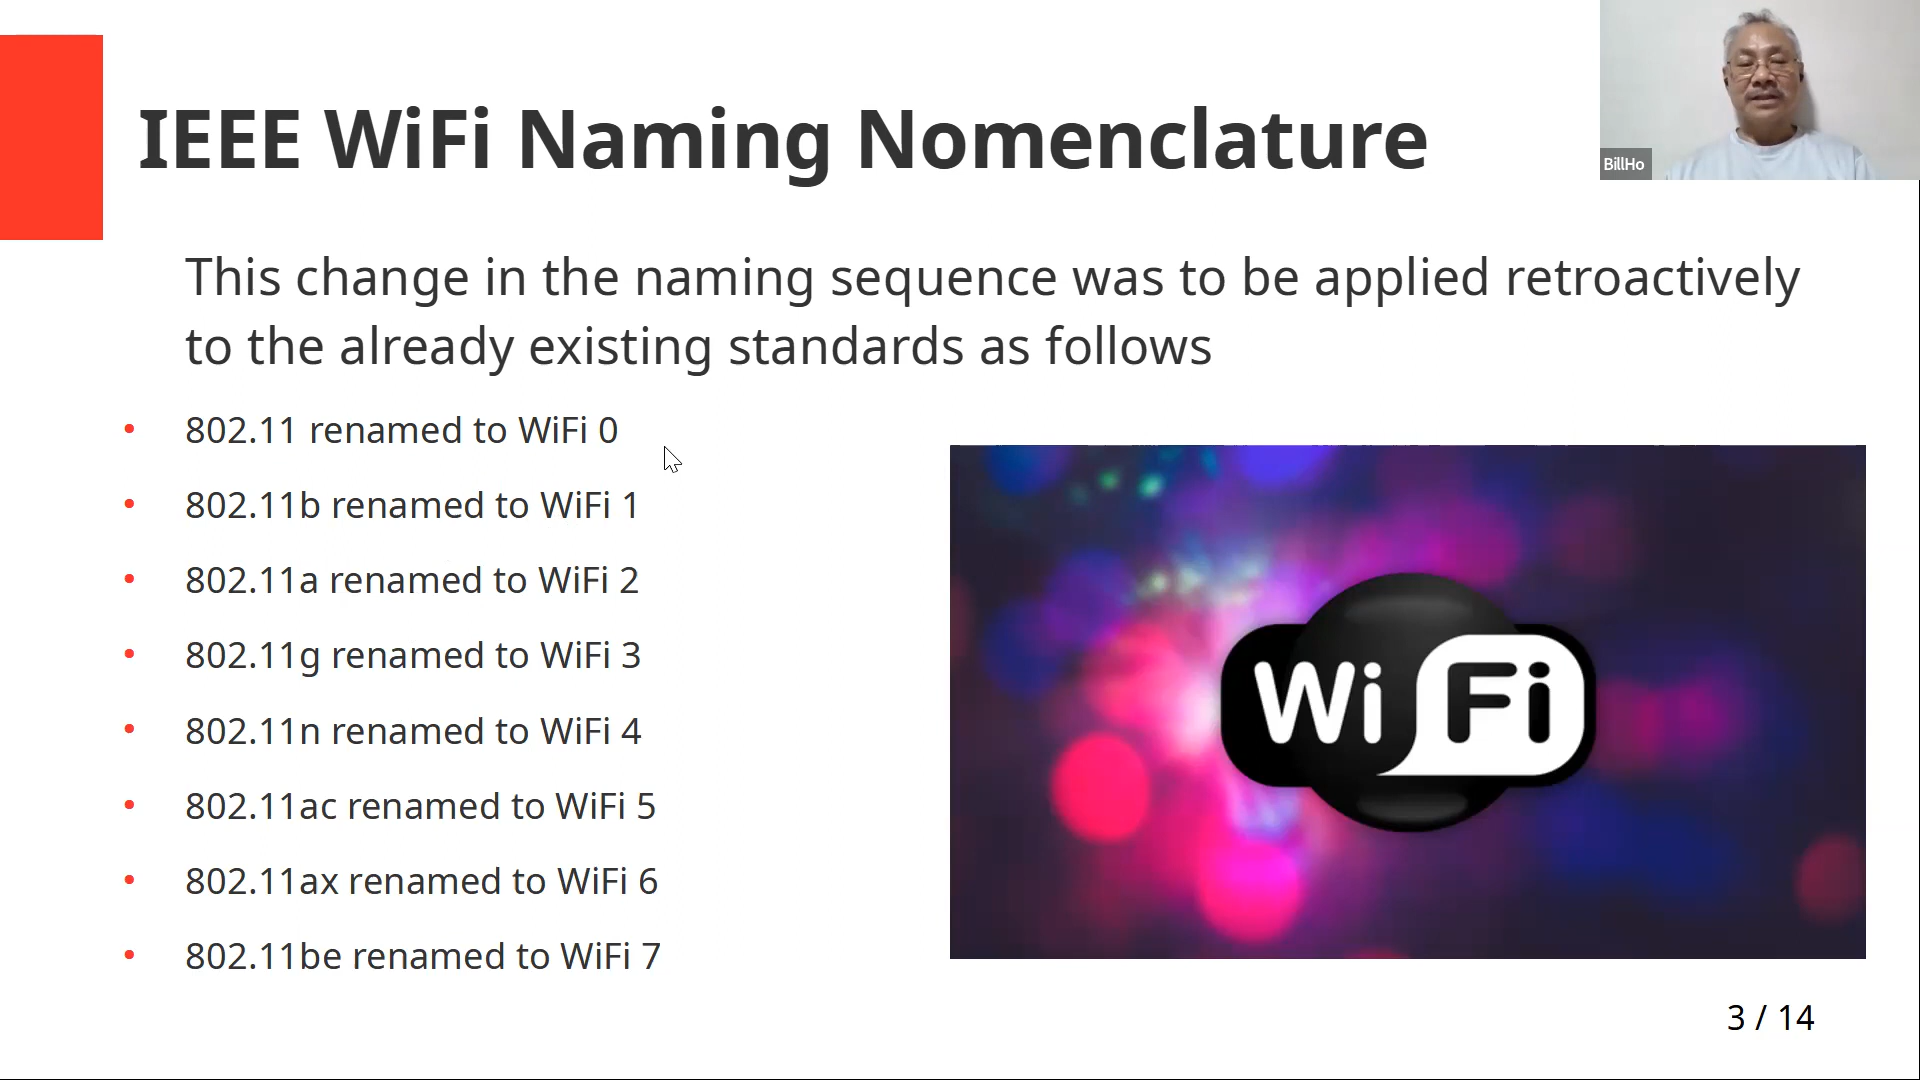 IEEE WiFi Naming Nomenclature
BillHo
This change in the naming sequence was to be applied retroactively
to the already existing standards as follows
• 802.11 renamed to WiFi 0
• 802.11b renamed to WiFi 1
• 802.11a renamed to WiFi 2
• 802.11g renamed to WiFi 3
• 802.11n renamed to WiFi 4
• 802.11ac renamed to WiFi 5
• 802.11ax renamed to WiFi 6
• 802.11be renamed to WiFi 7
Wi Fi
3 / 14